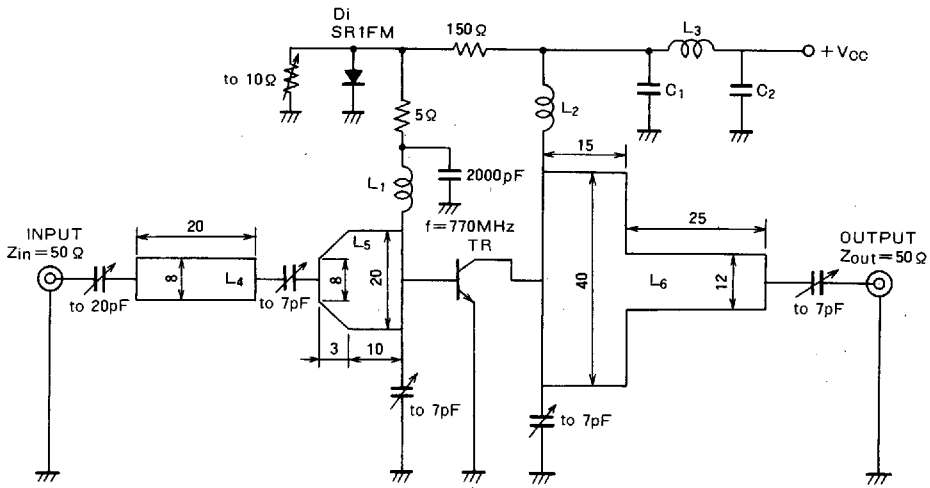 Di
SR1FM
150Ω
L3
+VCC
to 10Ω
C1
C2
5Ω
L2
15
L1
2000pF
f=770MHz
TR
20
25
INPUT
Zin=50Ω
L5
OUTPUT
Zout=50Ω
8
L4
8
20
40
L6
12
to 20pF
to 7pF
to 7pF
3
10
to 7pF
to 7pF